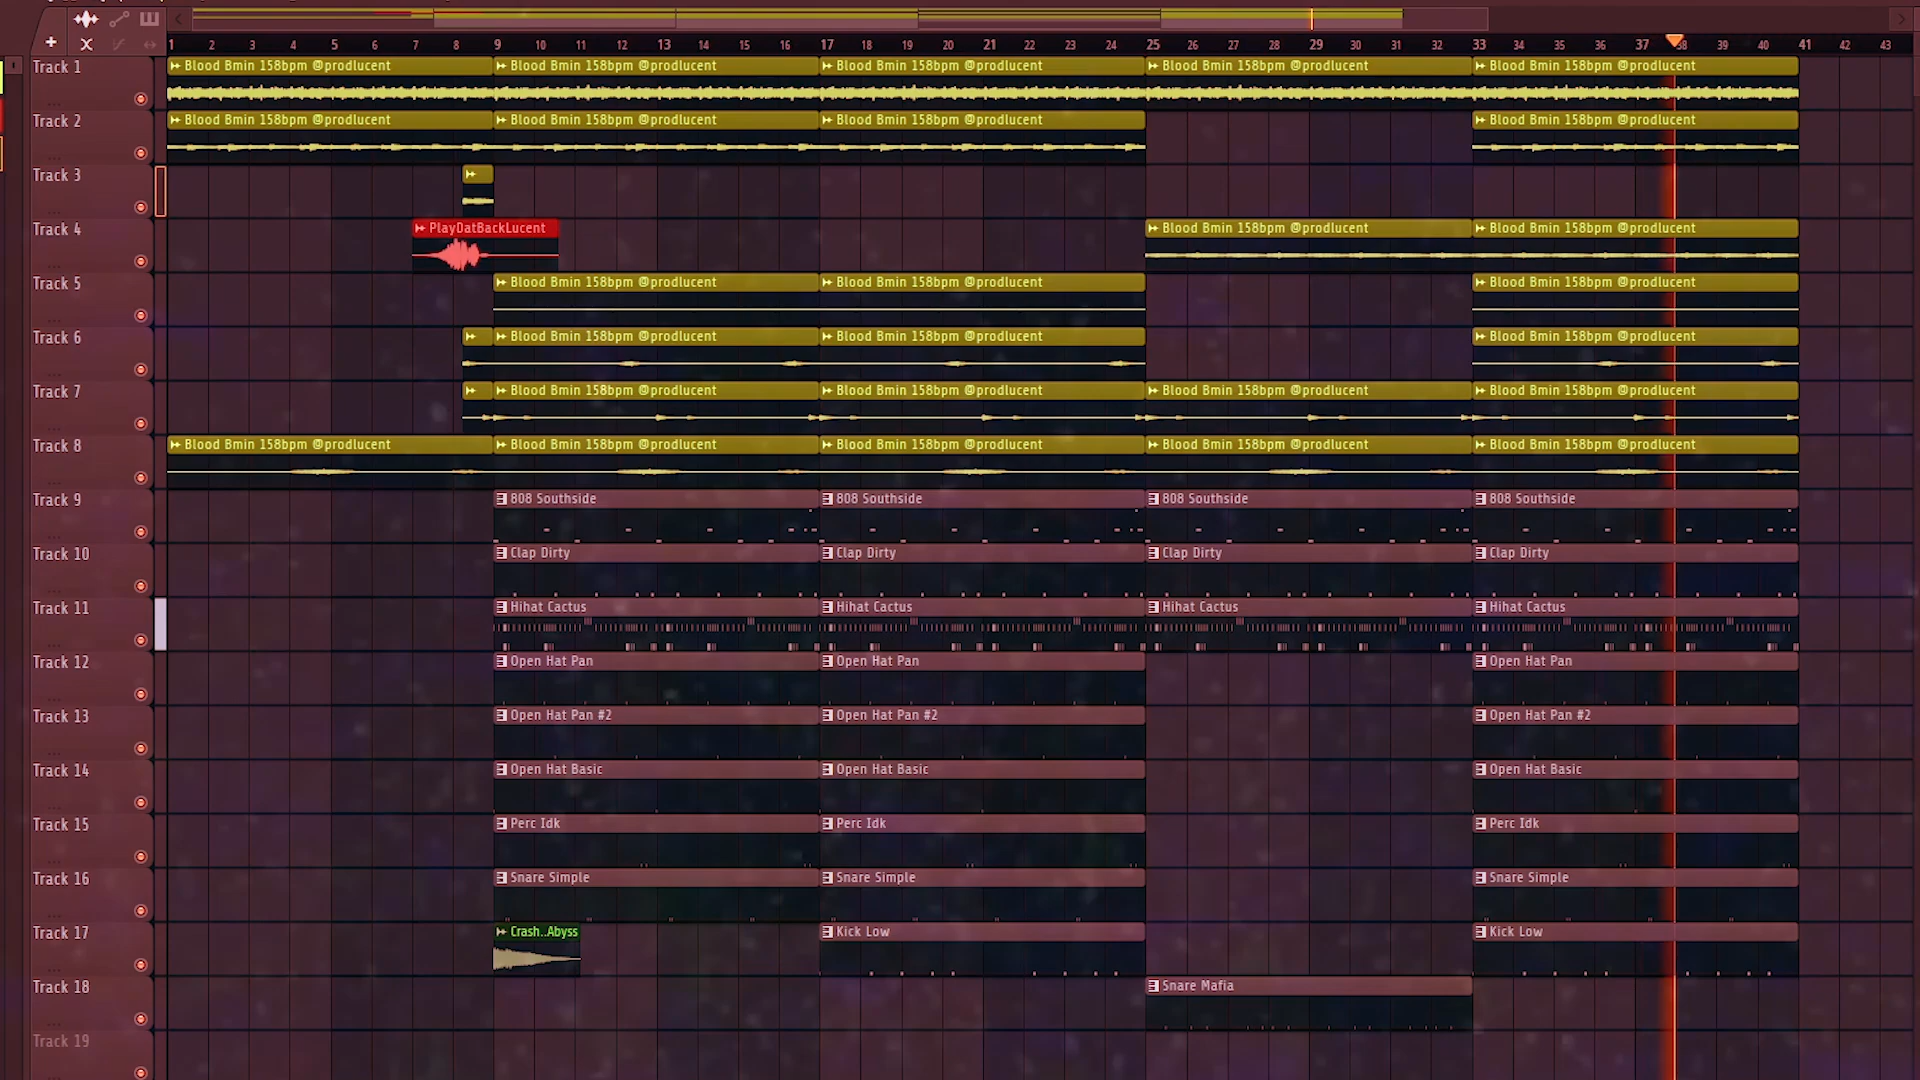 1 2 3 4 5 6 7 8 9 10 11 12 13 14 15 16 17 18 19 20 21 22 23 24 25 26 27 28 29 30 31 32 33 34 35 36 37 38 39 40 41 42 43
Track 1 Blood Bmin 158bpm @prodlucent Blood Bmin 158bpm @prodlucent Blood Bmin 158bpm @prodlucent Blood Bmin 158bpm @prodlucent Blood Bmin 158bpm @prodlucent
Track 2 Blood Bmin 158bpm @prodlucent Blood Bmin 158bpm @prodlucent Blood Bmin 158bpm @prodlucent Blood Bmin 158bpm @prodlucent
Track 3
Track 4 PlayDatBackLucent Blood Bmin 158bpm @prodlucent Blood Bmin 158bpm @prodlucent
Track 5 Blood Bmin 158bpm @prodlucent Blood Bmin 158bpm @prodlucent Blood Bmin 158bpm @prodlucent
Track 6 Blood Bmin 158bpm @prodlucent Blood Bmin 158bpm @prodlucent Blood Bmin 158bpm @prodlucent
Track 7 Blood Bmin 158bpm @prodlucent Blood Bmin 158bpm @prodlucent Blood Bmin 158bpm @prodlucent Blood Bmin 158bpm @prodlucent
Track 8 Blood Bmin 158bpm @prodlucent Blood Bmin 158bpm @prodlucent Blood Bmin 158bpm @prodlucent Blood Bmin 158bpm @prodlucent Blood Bmin 158bpm @prodlucent
Track 9 808 Southside 808 Southside 808 Southside 808 Southside
Track 10 Clap Dirty Clap Dirty Clap Dirty Clap Dirty
Track 11 Hihat Cactus Hihat Cactus Hihat Cactus Hihat Cactus
Track 12 Open Hat Pan Open Hat Pan Open Hat Pan
Track 13 Open Hat Pan #2 Open Hat Pan #2 Open Hat Pan #2
Track 14 Open Hat Basic Open Hat Basic Open Hat Basic
Track 15 Perc Idk Perc Idk Perc Idk
Track 16 Snare Simple Snare Simple Snare Simple
Track 17 Crash..Abyss Kick Low Kick Low
Track 18 Snare Mafia
Track 19